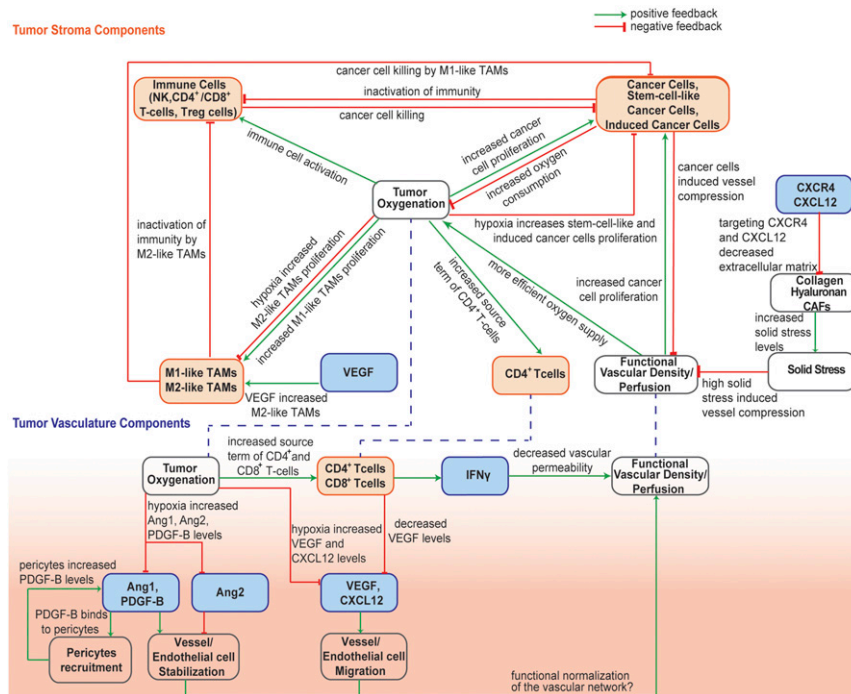 positive feedback
negative feedback
Tumor Stroma Components
cancer cell killing by M1-like TAMs
Immune Cells
(NK,CD4⁺/CD8⁺
T-cells, Treg cells)
inactivation of immunity
cancer cell killing
Cancer Cells,
Stem-cell-like
Cancer Cells,
Induced Cancer Cells
immune cell activation
increased cancer
cell proliferation
increased oxygen
consumption
Tumor
Oxygenation
cancer cells
induced vessel
compression
CXCR4
CXCL12
hypoxia increases stem-cell-like and
induced cancer cells proliferation
targeting CXCR4
and CXCL12
decreased
extracellular matrix
inactivation of
immunity by
M2-like TAMs
hypoxia increased
M2-like TAMs proliferation
increased M1-like TAMs proliferation
increased source
term of CD4⁺T-cells
more efficient oxygen supply
increased cancer
cell proliferation
Collagen
Hyaluronan
CAFs
increased
solid stress
levels
M1-like TAMs
M2-like TAMs
VEGF
VEGF increased
M2-like TAMs
CD4⁺ Tcells
Functional
Vascular Density/
Perfusion
Solid Stress
high solid
stress induced
vessel compression
Tumor Vasculature Components
increased source
term of CD4⁺and
CD8⁺ T-cells
Tumor
Oxygenation
CD4⁺ Tcells
CD8⁺ Tcells
IFNγ
decreased vascular
permeability
Functional
Vascular Density/
Perfusion
hypoxia increased
Ang1, Ang2,
PDGF-B levels
hypoxia increased
VEGF and
CXCL12 levels
decreased
VEGF levels
pericytes increased
PDGF-B levels
Ang1,
PDGF-B
Ang2
VEGF,
CXCL12
PDGF-B binds
to pericytes
Pericytes
recruitment
Vessel/
Endothelial cell
Stabilization
Vessel/
Endothelial cell
Migration
functional normalization
of the vascular network?